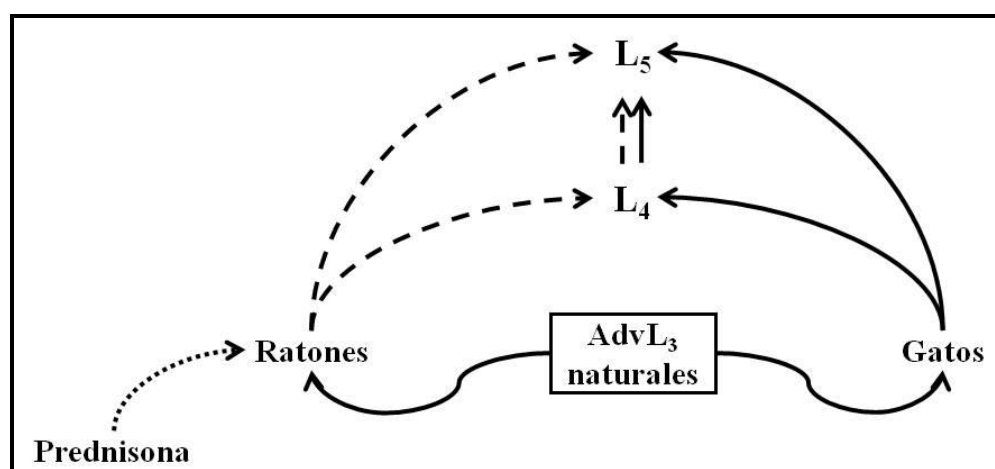 L₅
L₄
AdvL₃
naturales
Ratones
Gatos
Prednisona